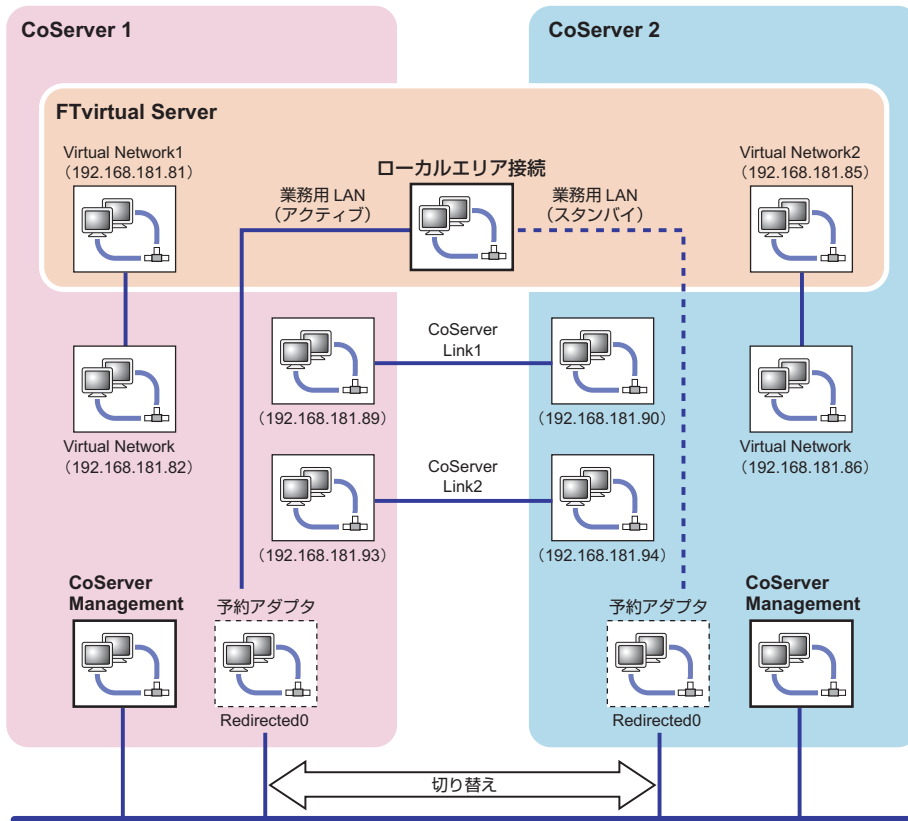 CoServer 1
CoServer 2
FTvirtual Server
Virtual Network1
（192.168.181.81）
ローカルエリア接続
Virtual Network2
（192.168.181.85）
業務用 LAN
（アクティブ）
業務用 LAN
（スタンバイ）
CoServer
Link1
Virtual Network
（192.168.181.82）
（192.168.181.89）
（192.168.181.90）
Virtual Network
（192.168.181.86）
CoServer
Link2
（192.168.181.93）
（192.168.181.94）
CoServer
Management
予約アダプタ
予約アダプタ
CoServer
Management
Redirected0
Redirected0
切り替え